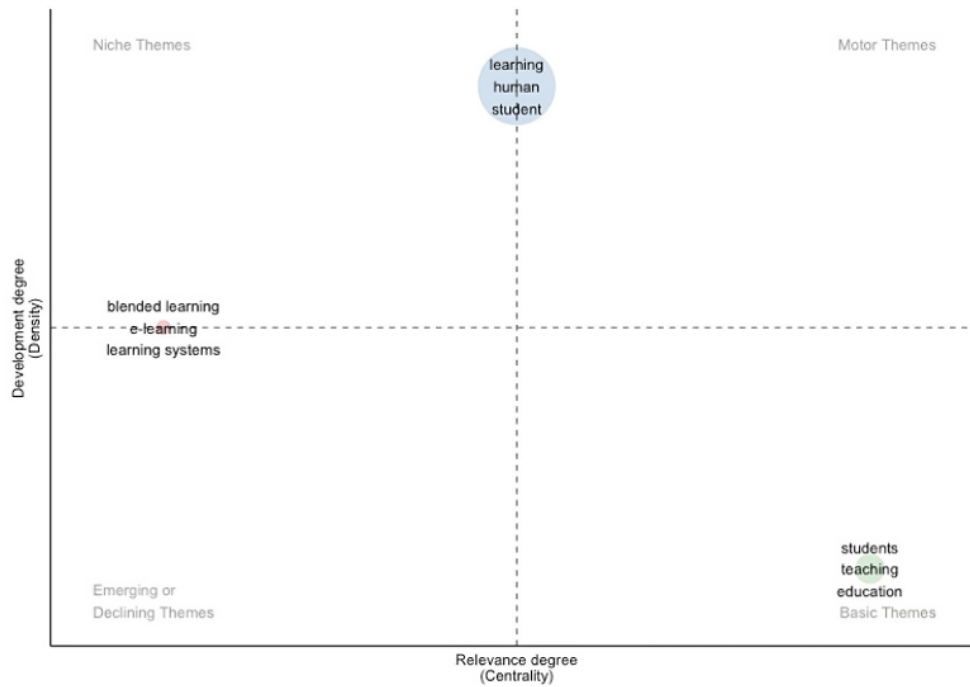 Niche Themes
Motor Themes
learning
human
student
blended learning
e-learning
learning systems
Development degree
(Density)
students
teaching
education
Emerging or
Declining Themes
Basic Themes
Relevance degree
(Centrality)